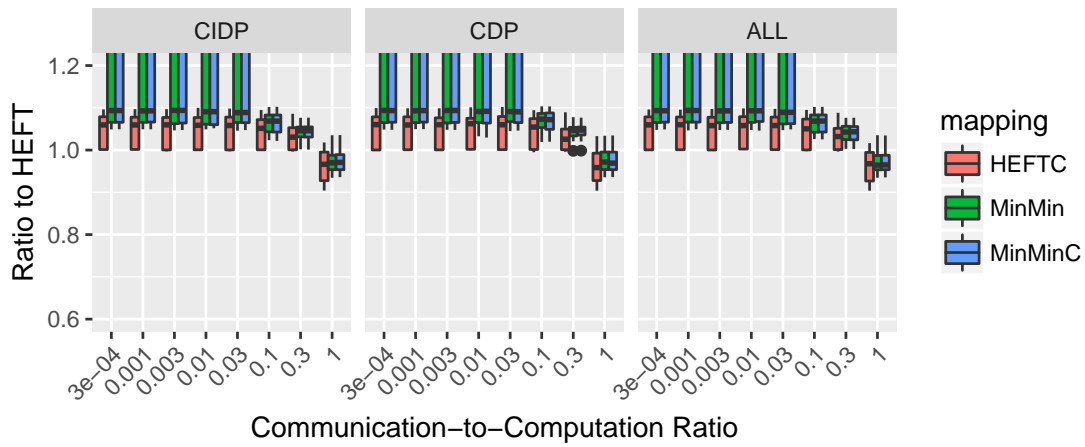 CIDP CDP ALL
Ratio to HEFT
1.2
1.0
0.8
0.6
3e−04 0.001 0.003 0.01 0.03 0.1 0.3 1
3e−04 0.001 0.003 0.01 0.03 0.1 0.3 1
3e−04 0.001 0.003 0.01 0.03 0.1 0.3 1
Communication−to−Computation Ratio
mapping
HEFTC
MinMin
MinMinC